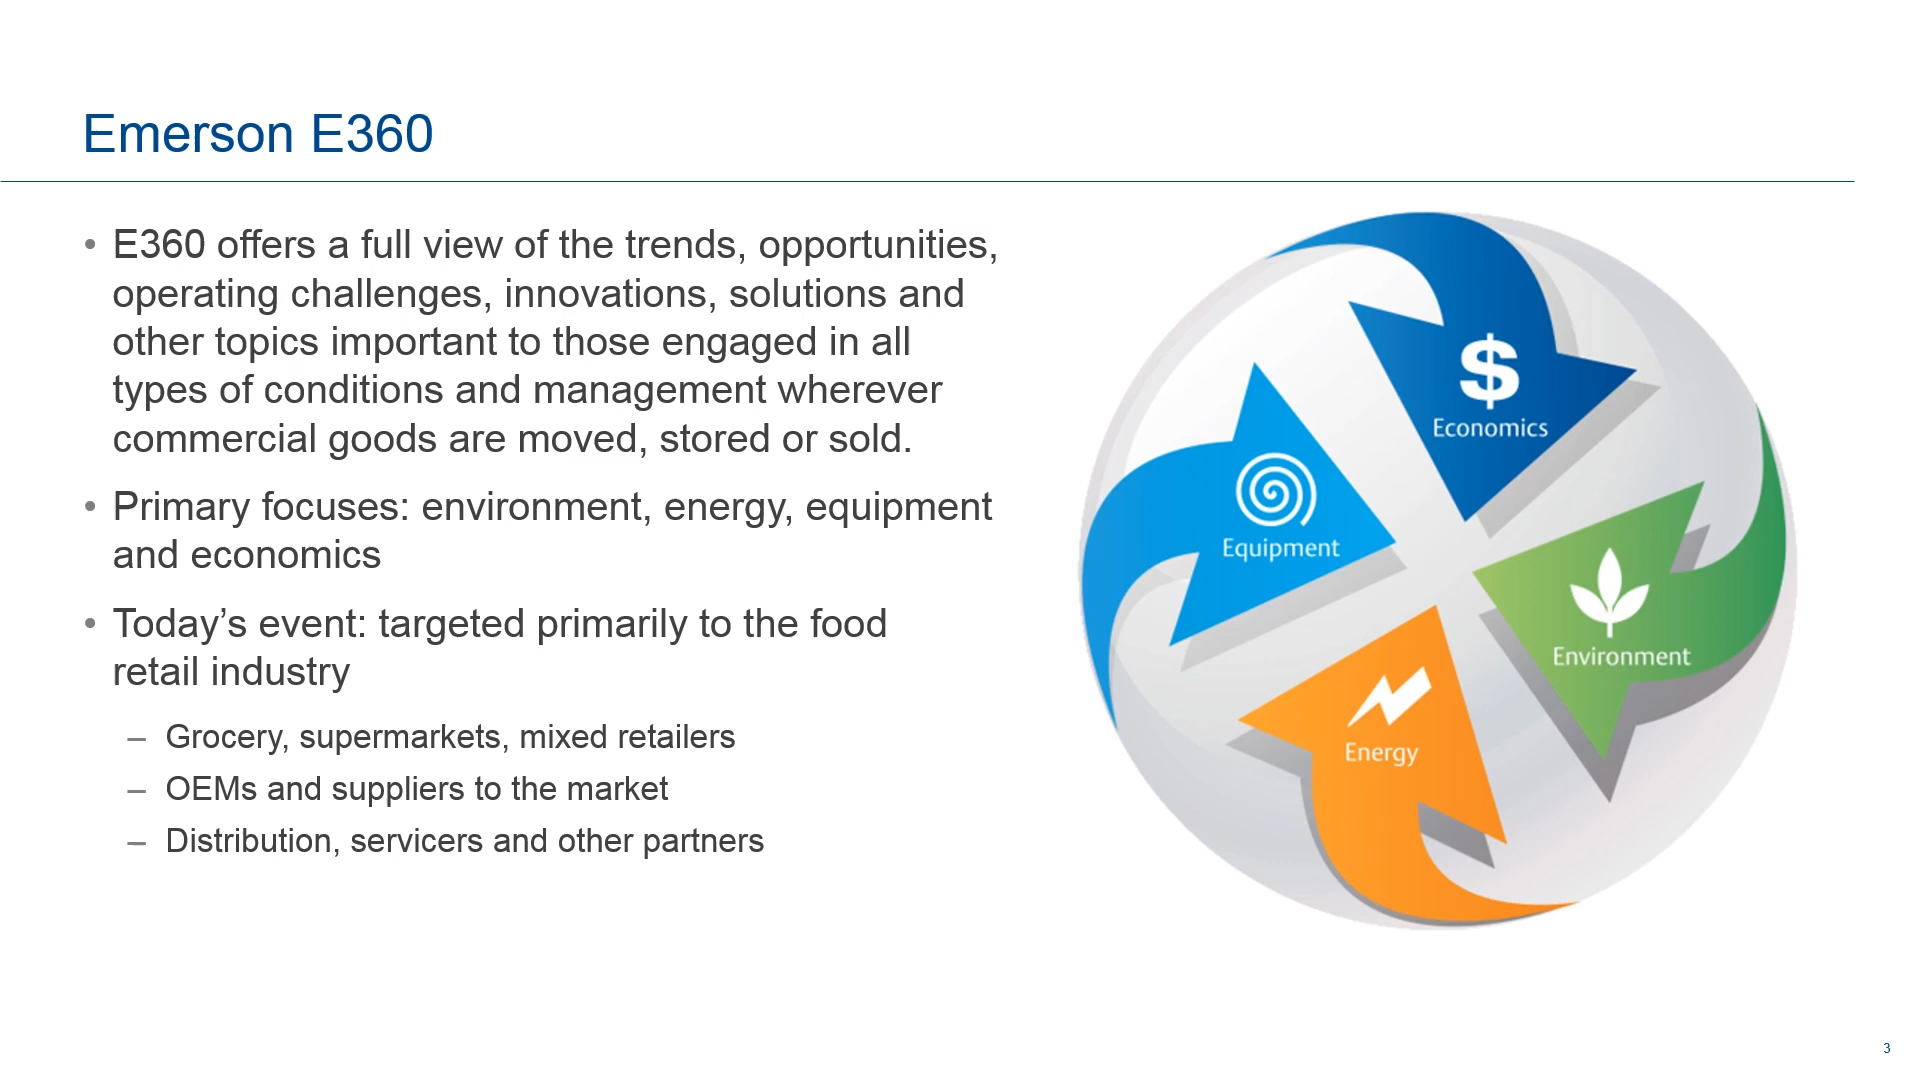 Emerson E360
• E360 offers a full view of the trends, opportunities,
operating challenges, innovations, solutions and
other topics important to those engaged in all
types of conditions and management wherever
commercial goods are moved, stored or sold.
• Primary focuses: environment, energy, equipment
and economics
• Today’s event: targeted primarily to the food
retail industry
– Grocery, supermarkets, mixed retailers
– OEMs and suppliers to the market
– Distribution, servicers and other partners
$
Economics
Equipment
Environment
Energy
3